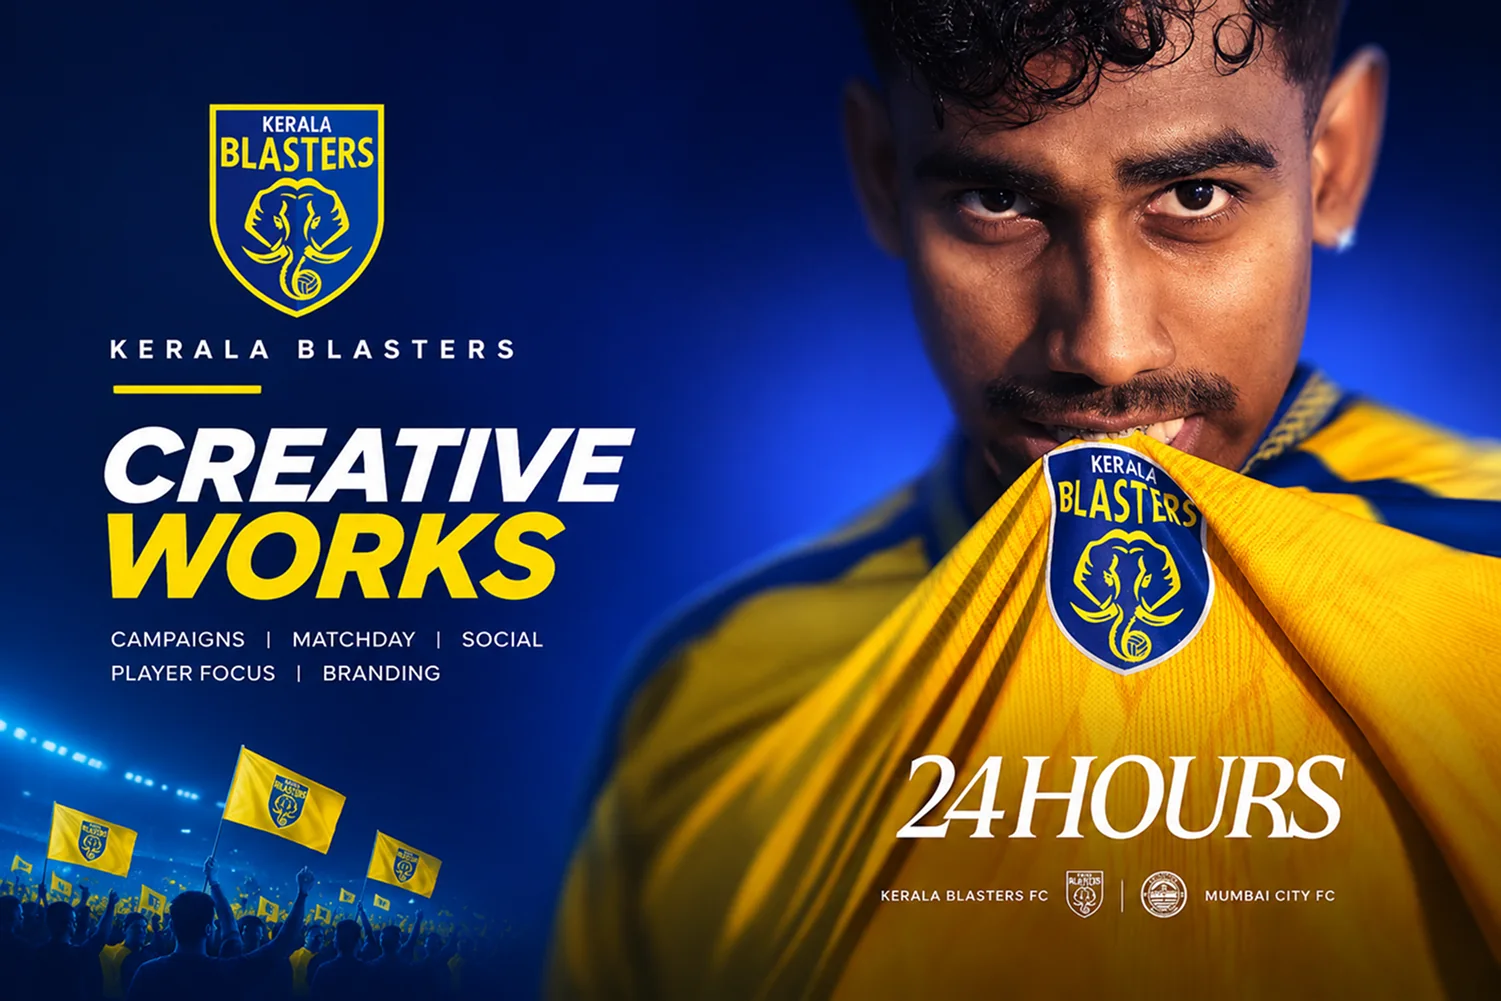 KERALA
BLASTERS
KERALA BLASTERS
CREATIVE
WORKS
CAMPAIGNS | MATCHDAY | SOCIAL
PLAYER FOCUS | BRANDING
KERALA
BLASTERS
24 HOURS
KERALA BLASTERS FC | MUMBAI CITY FC